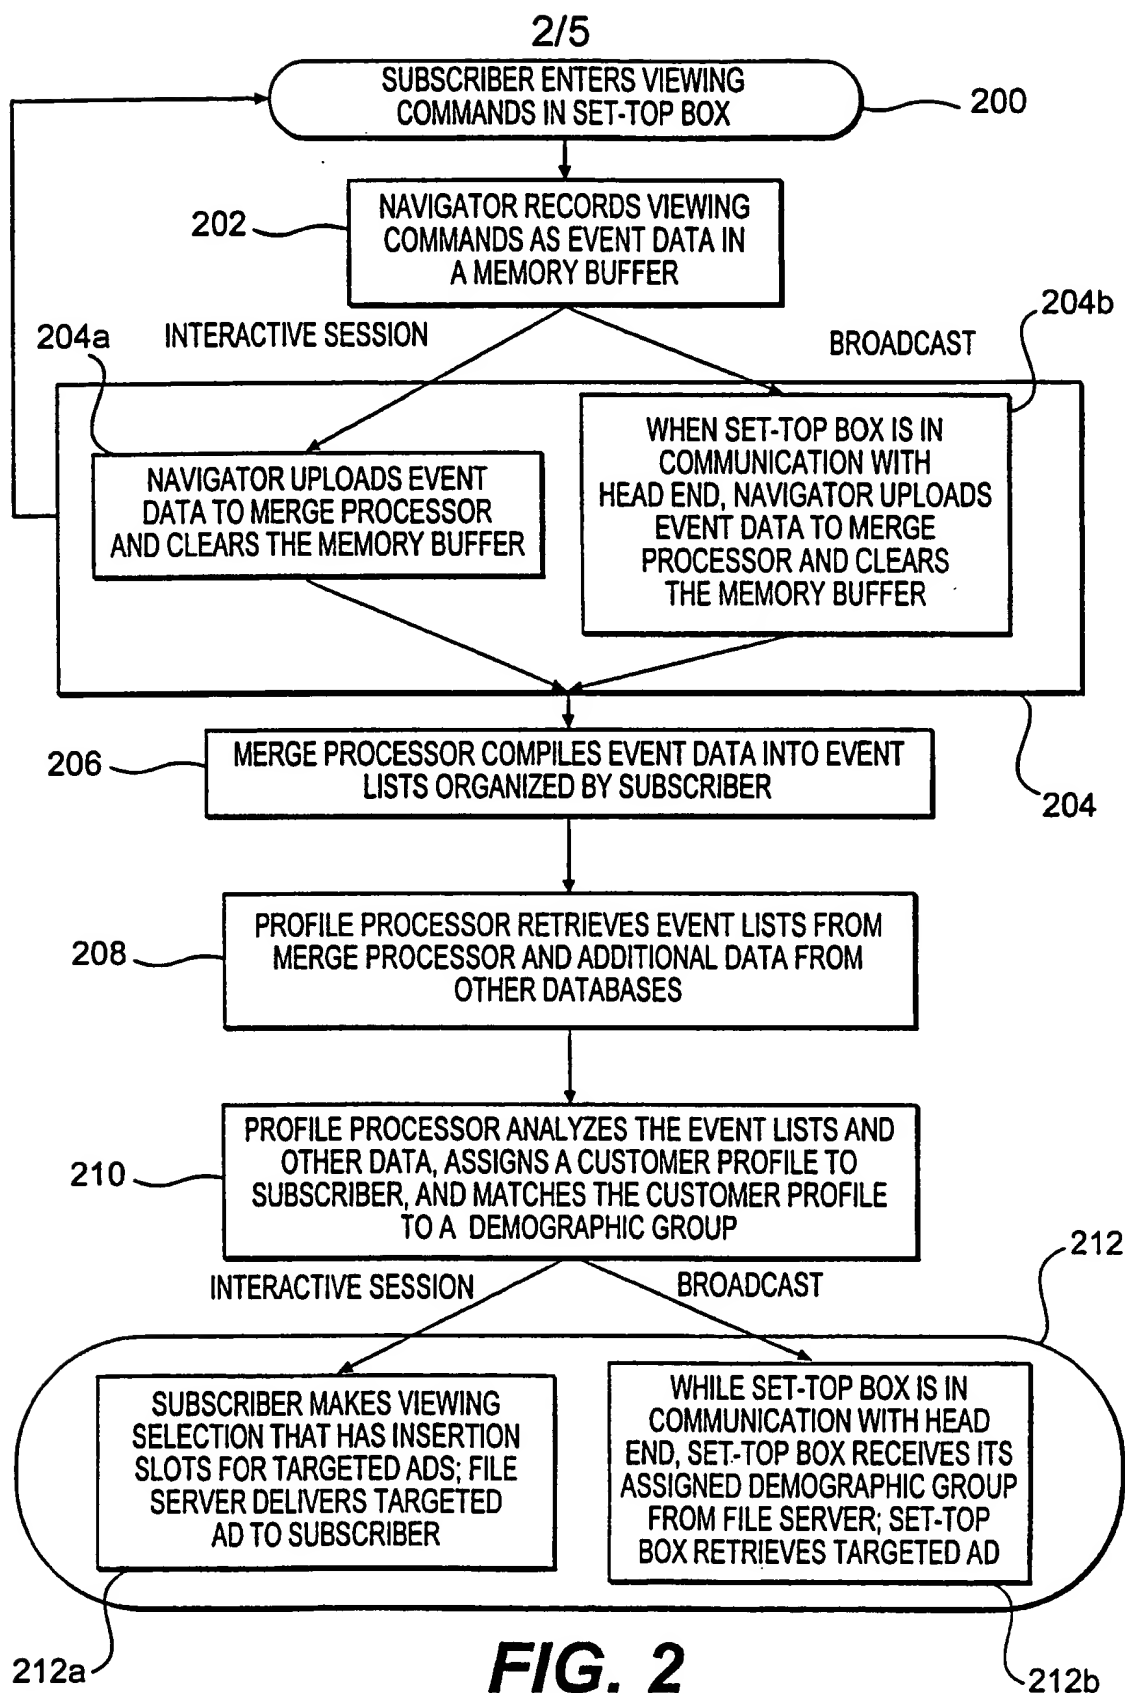 2/5
SUBSCRIBER ENTERS VIEWING
COMMANDS IN SET-TOP BOX
200
202
NAVIGATOR RECORDS VIEWING
COMMANDS AS EVENT DATA IN
A MEMORY BUFFER
204a
INTERACTIVE SESSION
BROADCAST
204b
NAVIGATOR UPLOADS EVENT
DATA TO MERGE PROCESSOR
AND CLEARS THE MEMORY BUFFER
WHEN SET-TOP BOX IS IN
COMMUNICATION WITH
HEAD END, NAVIGATOR UPLOADS
EVENT DATA TO MERGE
PROCESSOR AND CLEARS
THE MEMORY BUFFER
204
206
MERGE PROCESSOR COMPILES EVENT DATA INTO EVENT
LISTS ORGANIZED BY SUBSCRIBER
208
PROFILE PROCESSOR RETRIEVES EVENT LISTS FROM
MERGE PROCESSOR AND ADDITIONAL DATA FROM
OTHER DATABASES
210
PROFILE PROCESSOR ANALYZES THE EVENT LISTS AND
OTHER DATA, ASSIGNS A CUSTOMER PROFILE TO
SUBSCRIBER, AND MATCHES THE CUSTOMER PROFILE
TO A DEMOGRAPHIC GROUP
212
INTERACTIVE SESSION
BROADCAST
SUBSCRIBER MAKES VIEWING
SELECTION THAT HAS INSERTION
SLOTS FOR TARGETED ADS; FILE
SERVER DELIVERS TARGETED
AD TO SUBSCRIBER
WHILE SET-TOP BOX IS IN
COMMUNICATION WITH HEAD
END, SET-TOP BOX RECEIVES ITS
ASSIGNED DEMOGRAPHIC GROUP
FROM FILE SERVER; SET-TOP
BOX RETRIEVES TARGETED AD
212a
212b
FIG. 2